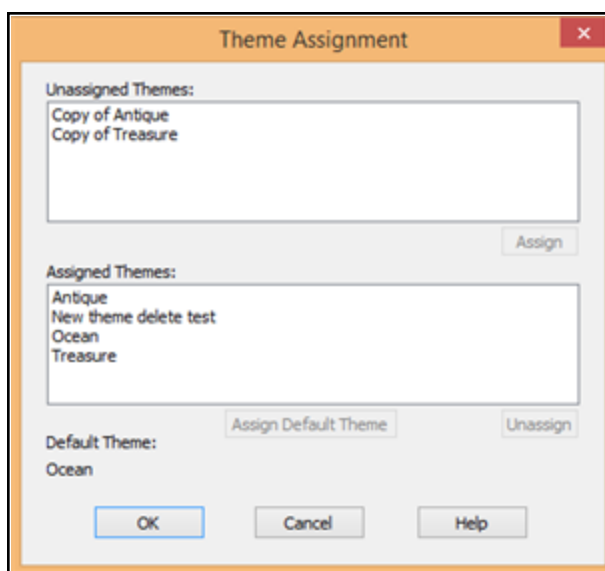 Theme Assignment
Unassigned Themes:
Copy of Antique
Copy of Treasure
Assign
Assigned Themes:
Antique
New theme delete test
Ocean
Treasure
Assign Default Theme
Unassign
Default Theme:
Ocean
OK
Cancel
Help